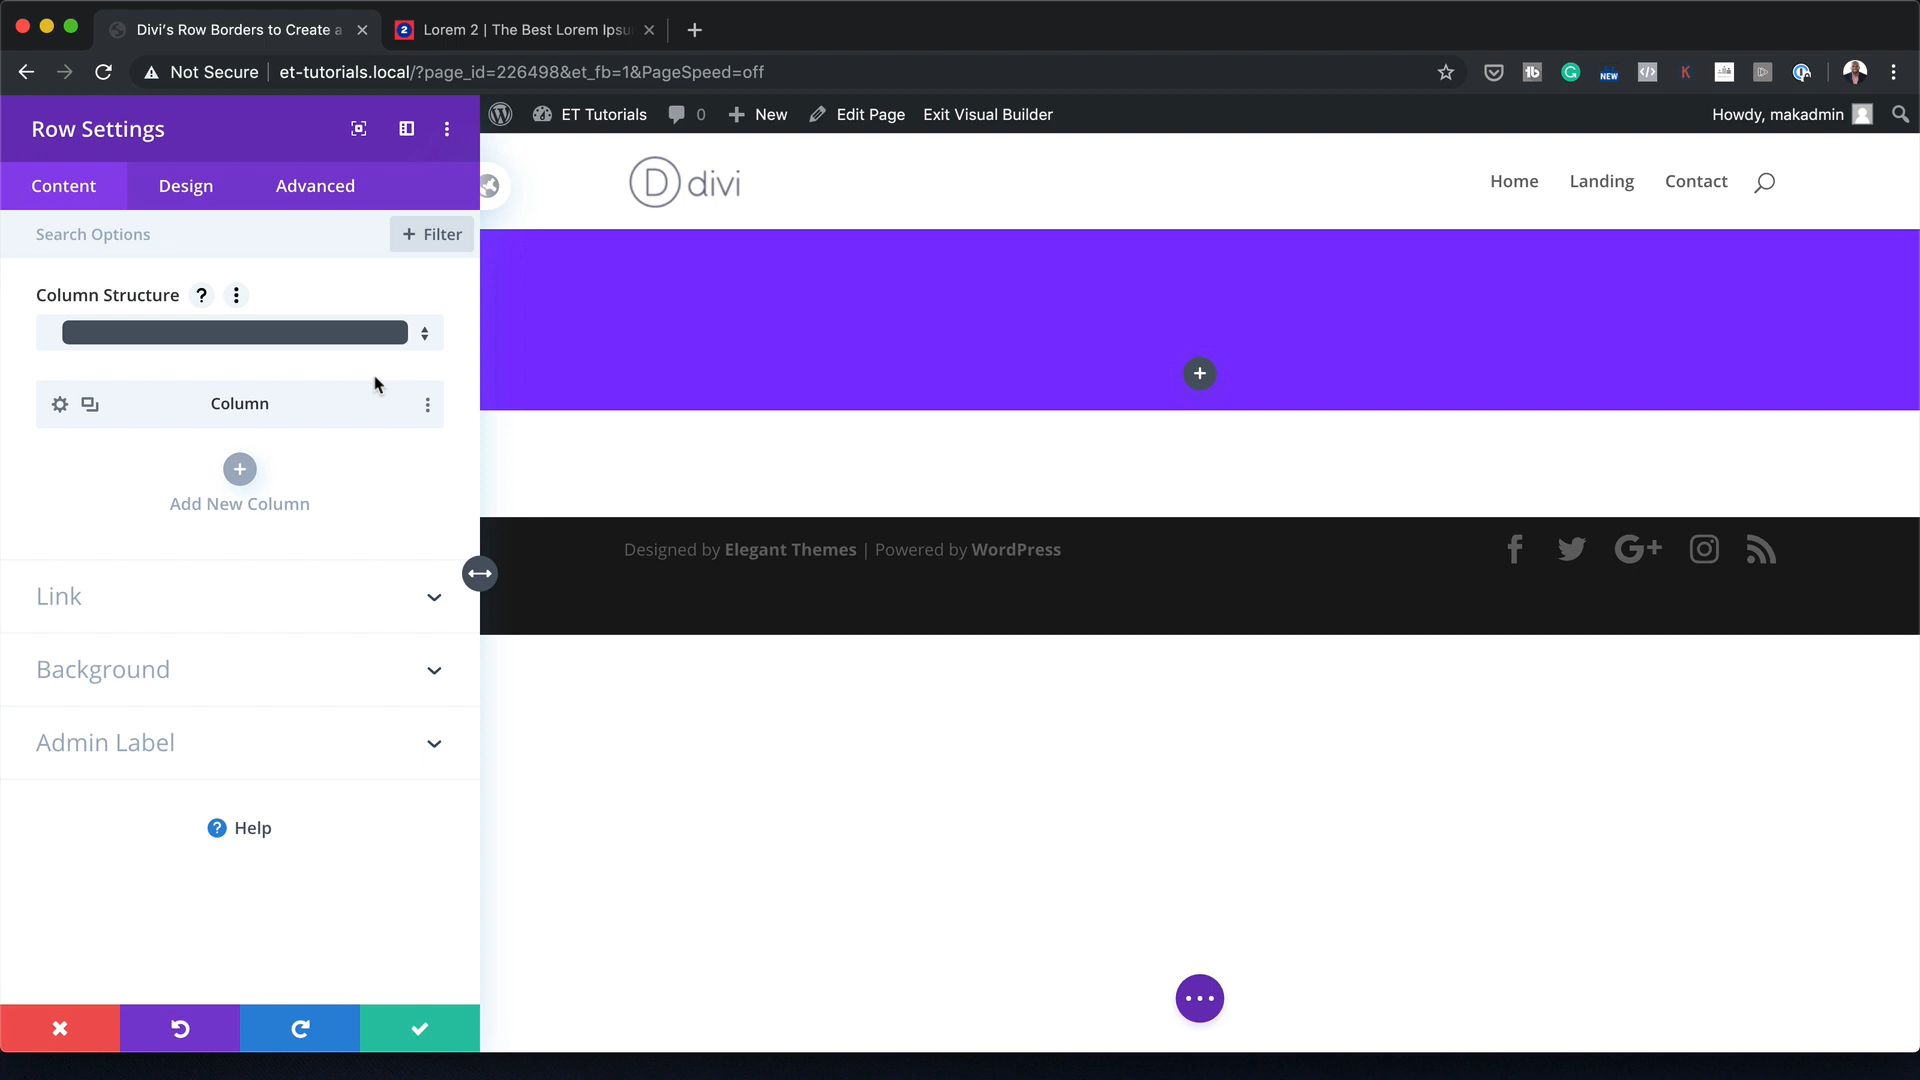 Divi's Row Borders to Create a
Lorem 2 | The Best Lorem Ipsu
Not Secure | et-tutorials.local/?page_id=226498&et_fb=1&PageSpeed=off
Row Settings
ET Tutorials 0 New Edit Page Exit Visual Builder Howdy, makadmin
Content Design Advanced
D divi
Home Landing Contact
Search Options
+ Filter
Column Structure ?
Column
Add New Column
Designed by Elegant Themes | Powered by WordPress
Link
Background
Admin Label
? Help